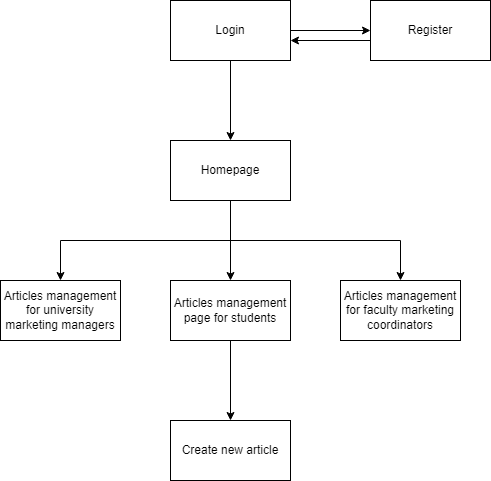 Login
Register
Homepage
Articles management
for university
marketing managers
Articles management
page for students
Articles management
for faculty marketing
coordinators
Create new article